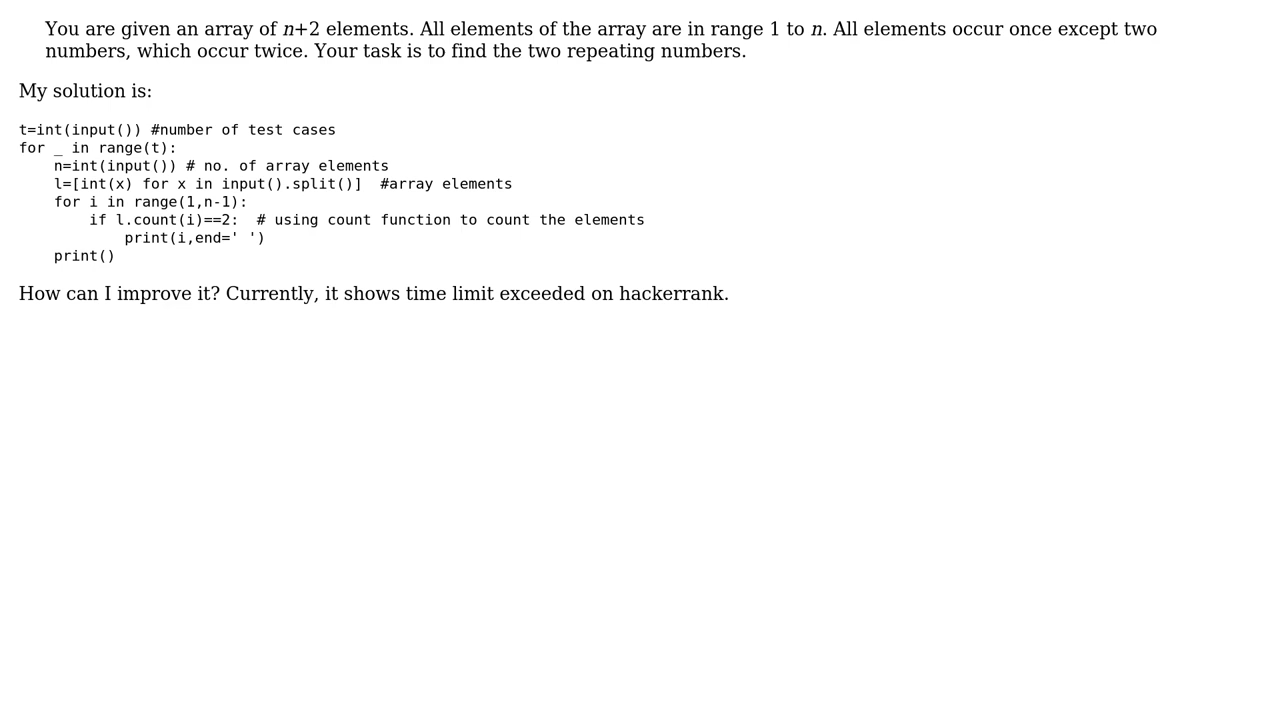 You are given an array of n+2 elements. All elements of the array are in range 1 to n. All elements occur once except two
numbers, which occur twice. Your task is to find the two repeating numbers.
My solution is:
t=int(input()) #number of test cases
for _ in range(t):
    n=int(input()) # no. of array elements
    l=[int(x) for x in input().split()]  #array elements
    for i in range(1,n-1):
        if l.count(i)==2:  # using count function to count the elements
            print(i,end=' ')
    print()
How can I improve it? Currently, it shows time limit exceeded on hackerrank.